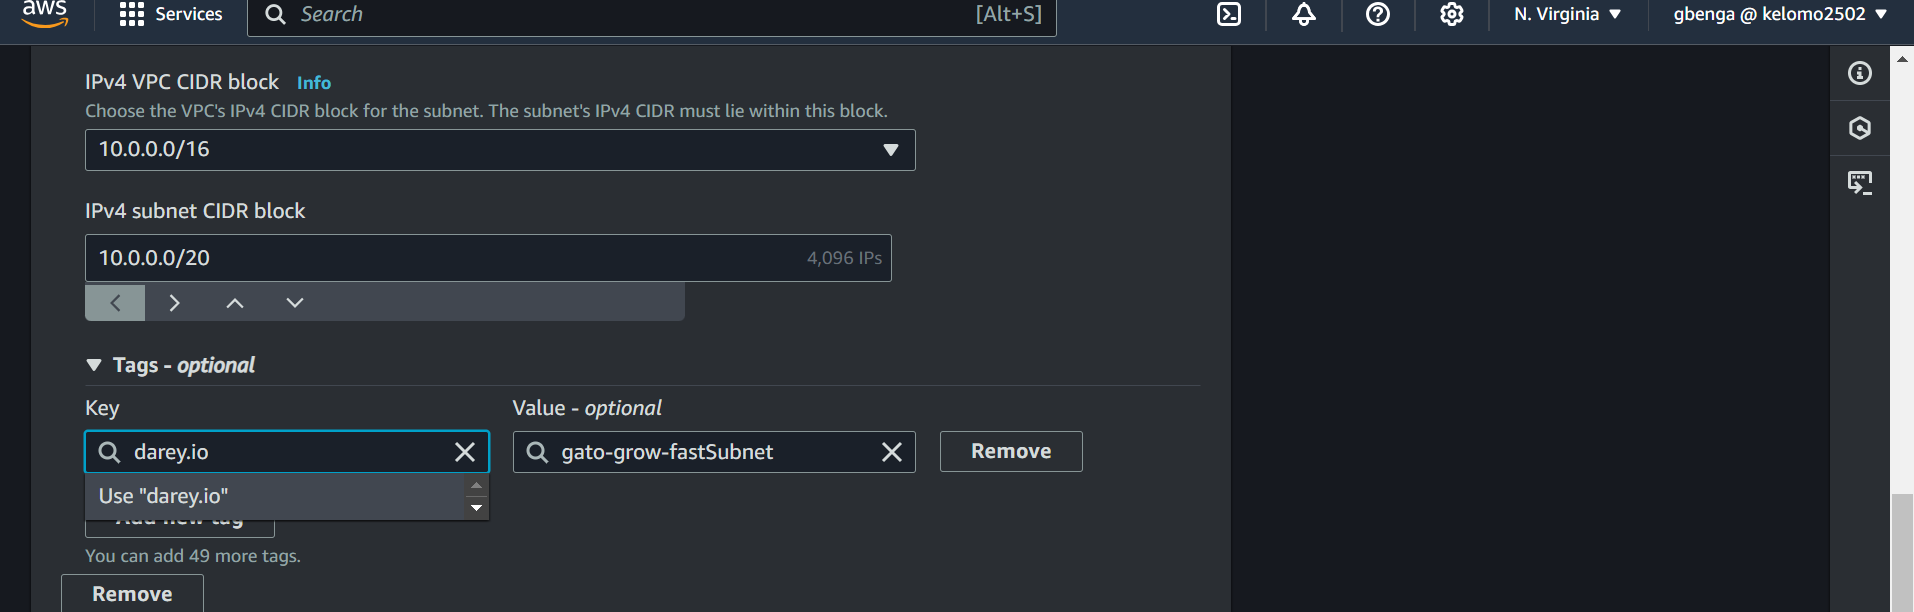 aws
Services
Search [Alt+S]
N. Virginia
gbenga @ kelomo2502
IPv4 VPC CIDR block Info
Choose the VPC's IPv4 CIDR block for the subnet. The subnet's IPv4 CIDR must lie within this block.
10.0.0.0/16
IPv4 subnet CIDR block
10.0.0.0/20 4,096 IPs
Tags - optional
Key Value - optional
darey.io gato-grow-fastSubnet Remove
Use "darey.io"
Add new tag
You can add 49 more tags.
Remove